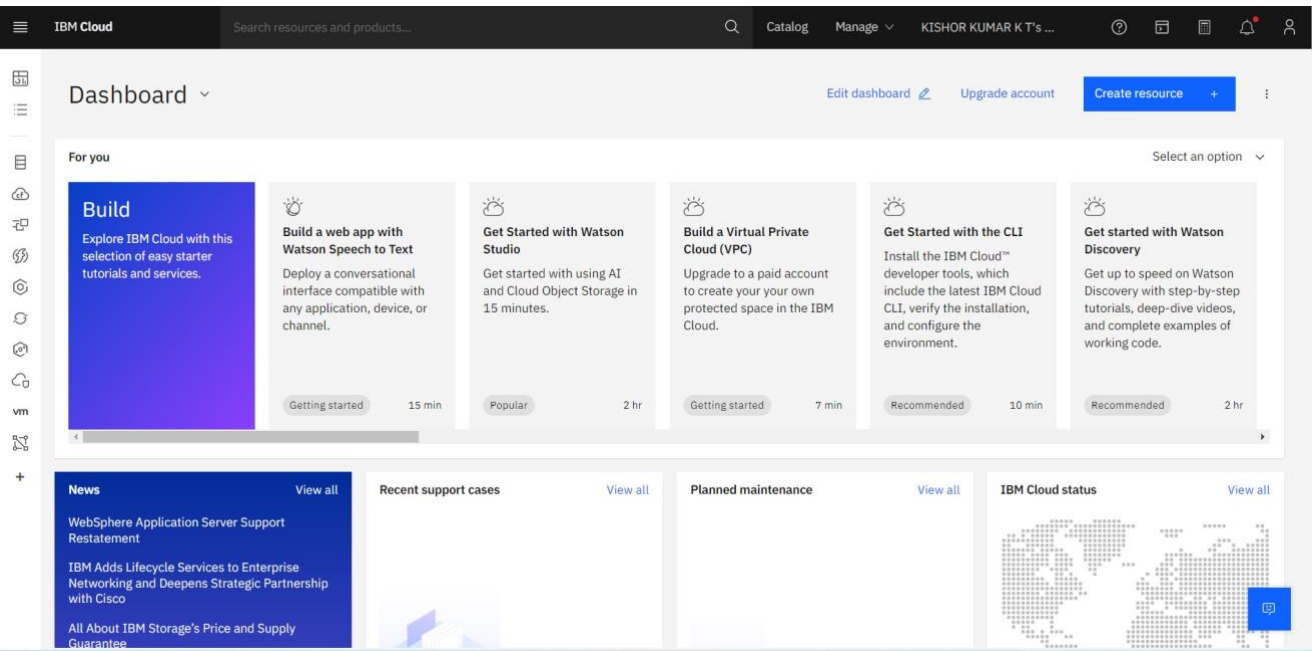 IBM Cloud
Search resources and products...
Catalog
Manage
KISHOR KUMAR K T's ...
Dashboard
Edit dashboard
Upgrade account
Create resource +
For you
Select an option
Build
Explore IBM Cloud with this
selection of easy starter
tutorials and services.
Build a web app with
Watson Speech to Text
Deploy a conversational
interface compatible with
any application, device, or
channel.
Getting started
15 min
Get Started with Watson
Studio
Get started with using AI
and Cloud Object Storage in
15 minutes.
Popular
2 hr
Build a Virtual Private
Cloud (VPC)
Upgrade to a paid account
to create your your own
protected space in the IBM
Cloud.
Getting started
7 min
Get Started with the CLI
Install the IBM Cloud™
developer tools, which
include the latest IBM Cloud
CLI, verify the installation,
and configure the
environment.
Recommended
10 min
Get started with Watson
Discovery
Get up to speed on Watson
Discovery with step-by-step
tutorials, deep-dive videos,
and complete examples of
working code.
Recommended
2 hr
vm
News
View all
WebSphere Application Server Support
Restatement
IBM Adds Lifecycle Services to Enterprise
Networking and Deepens Strategic Partnership
with Cisco
All About IBM Storage's Price and Supply
Guarantee
Recent support cases
View all
Planned maintenance
View all
IBM Cloud status
View all